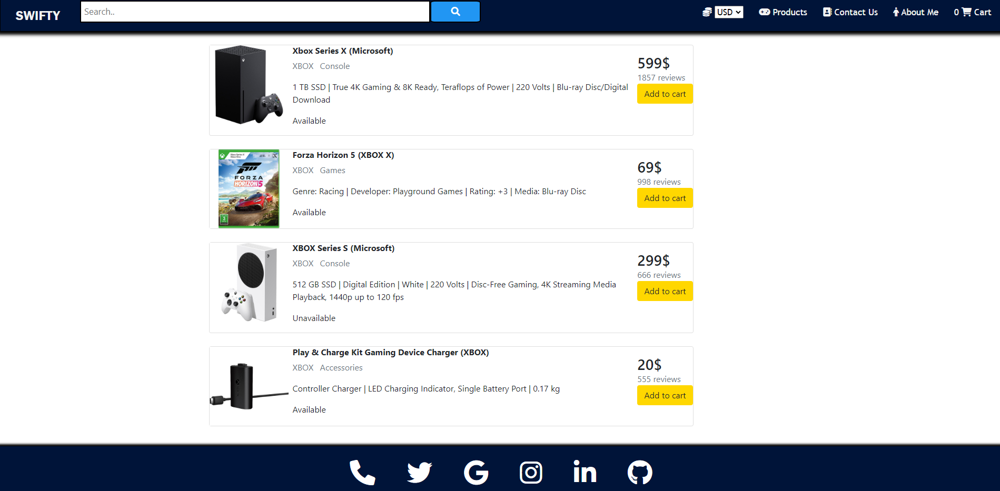 SWIFTY
Search..
USD
Products
Contact Us
About Me
0 Cart
Xbox Series X (Microsoft)
XBOX Console
1 TB SSD | True 4K Gaming & 8K Ready, Teraflops of Power | 220 Volts | Blu-ray Disc/Digital
Download
Available
599$
1857 reviews
Add to cart
Forza Horizon 5 (XBOX X)
XBOX Games
Genre: Racing | Developer: Playground Games | Rating: +3 | Media: Blu-ray Disc
Available
69$
998 reviews
Add to cart
Xbox Series X
Xbox One
FORZA
HORIZON 5
3
XBOX Series S (Microsoft)
XBOX Console
512 GB SSD | Digital Edition | White | 220 Volts | Disc-Free Gaming, 4K Streaming Media
Playback, 1440p up to 120 fps
Unavailable
299$
666 reviews
Add to cart
Play & Charge Kit Gaming Device Charger (XBOX)
XBOX Accessories
Controller Charger | LED Charging Indicator, Single Battery Port | 0.17 kg
Available
20$
555 reviews
Add to cart